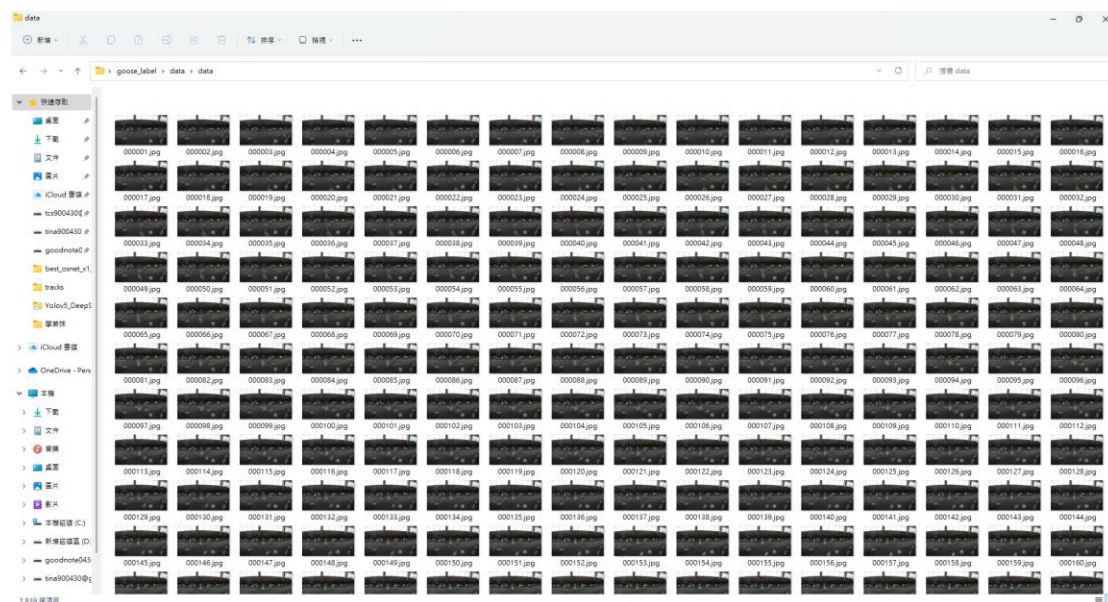 data
新增
排序
檢視
goose_label > data > data
搜尋 data
快速存取
桌面
下載
文件
圖片
iCloud 雲碟
tcs900430
tina900430
goodnote0
best_osnet_x1_
tracks
Yolov5_DeepS
iCloud 雲碟
OneDrive - Pers
本機
下載
文件
音樂
桌面
圖片
影片
本機磁碟 (C:)
新增磁碟區 (D:
goodnote043
tina900430@g
000001.jpg 000002.jpg 000003.jpg 000004.jpg 000005.jpg 000006.jpg 000007.jpg 000008.jpg 000009.jpg 000010.jpg 000011.jpg 000012.jpg 000013.jpg 000014.jpg 000015.jpg 000016.jpg
000017.jpg 000018.jpg 000019.jpg 000020.jpg 000021.jpg 000022.jpg 000023.jpg 000024.jpg 000025.jpg 000026.jpg 000027.jpg 000028.jpg 000029.jpg 000030.jpg 000031.jpg 000032.jpg
000033.jpg 000034.jpg 000035.jpg 000036.jpg 000037.jpg 000038.jpg 000039.jpg 000040.jpg 000041.jpg 000042.jpg 000043.jpg 000044.jpg 000045.jpg 000046.jpg 000047.jpg 000048.jpg
000049.jpg 000050.jpg 000051.jpg 000052.jpg 000053.jpg 000054.jpg 000055.jpg 000056.jpg 000057.jpg 000058.jpg 000059.jpg 000060.jpg 000061.jpg 000062.jpg 000063.jpg 000064.jpg
000065.jpg 000066.jpg 000067.jpg 000068.jpg 000069.jpg 000070.jpg 000071.jpg 000072.jpg 000073.jpg 000074.jpg 000075.jpg 000076.jpg 000077.jpg 000078.jpg 000079.jpg 000080.jpg
000081.jpg 000082.jpg 000083.jpg 000084.jpg 000085.jpg 000086.jpg 000087.jpg 000088.jpg 000089.jpg 000090.jpg 000091.jpg 000092.jpg 000093.jpg 000094.jpg 000095.jpg 000096.jpg
000097.jpg 000098.jpg 000099.jpg 000100.jpg 000101.jpg 000102.jpg 000103.jpg 000104.jpg 000105.jpg 000106.jpg 000107.jpg 000108.jpg 000109.jpg 000110.jpg 000111.jpg 000112.jpg
000113.jpg 000114.jpg 000115.jpg 000116.jpg 000117.jpg 000118.jpg 000119.jpg 000120.jpg 000121.jpg 000122.jpg 000123.jpg 000124.jpg 000125.jpg 000126.jpg 000127.jpg 000128.jpg
000129.jpg 000130.jpg 000131.jpg 000132.jpg 000133.jpg 000134.jpg 000135.jpg 000136.jpg 000137.jpg 000138.jpg 000139.jpg 000140.jpg 000141.jpg 000142.jpg 000143.jpg 000144.jpg
000145.jpg 000146.jpg 000147.jpg 000148.jpg 000149.jpg 000150.jpg 000151.jpg 000152.jpg 000153.jpg 000154.jpg 000155.jpg 000156.jpg 000157.jpg 000158.jpg 000159.jpg 000160.jpg